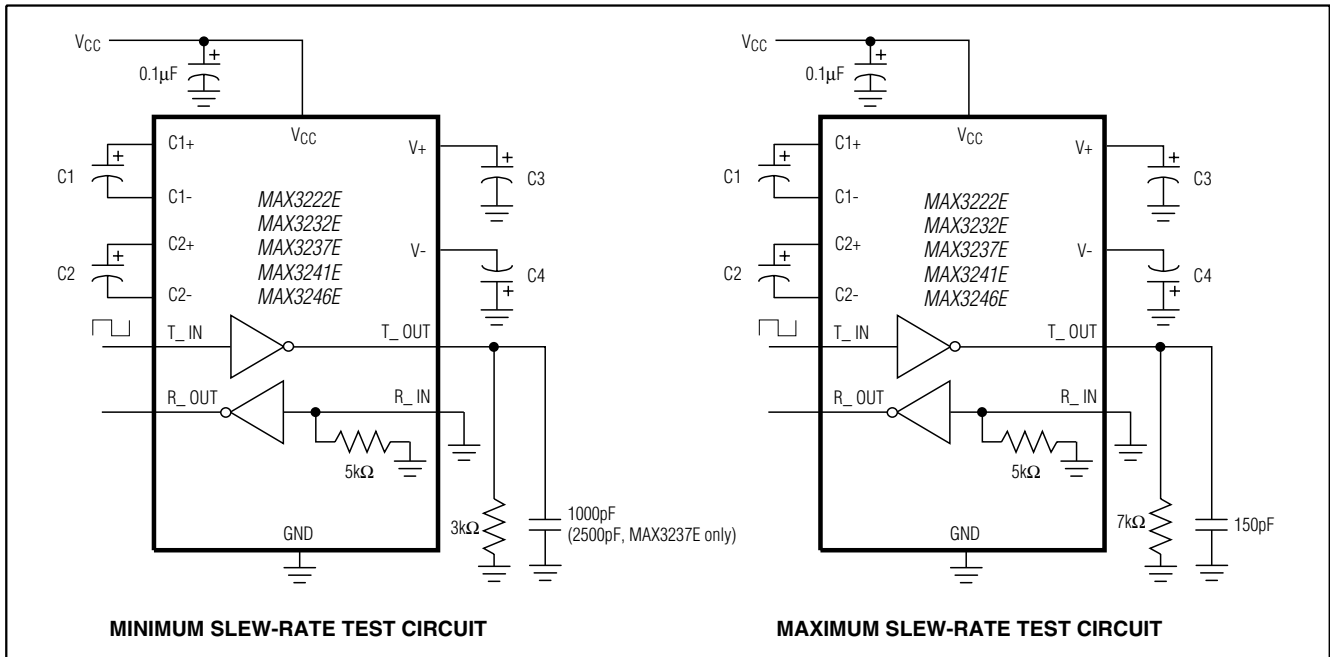 VCC
0.1μF
VCC
C1+
V+
+
+
C1
C3
C1-
MAX3222E
MAX3232E
C2+
MAX3237E
V-
+
C2
MAX3241E
C4
C2-
MAX3246E
+
T_ IN
T_ OUT
R_ OUT
R_ IN
5kΩ
3kΩ
1000pF
(2500pF, MAX3237E only)
GND
MINIMUM SLEW-RATE TEST CIRCUIT
VCC
+
0.1μF
VCC
C1+
V+
+
+
C1
C3
C1-
MAX3222E
MAX3232E
C2+
MAX3237E
V-
+
C2
MAX3241E
C4
C2-
MAX3246E
+
T_ IN
T_ OUT
R_ OUT
R_ IN
5kΩ
7kΩ
150pF
GND
MAXIMUM SLEW-RATE TEST CIRCUIT